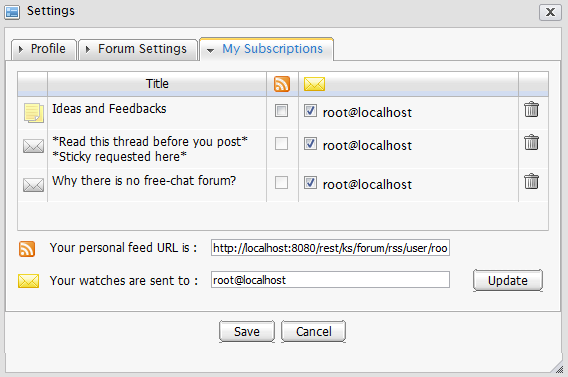 Settings
Profile
Forum Settings
My Subscriptions
Title
Ideas and Feedbacks
root@localhost
*Read this thread before you post*
*Sticky requested here*
root@localhost
Why there is no free-chat forum?
root@localhost
Your personal feed URL is :
http://localhost:8080/rest/ks/forum/rss/user/roo
Your watches are sent to :
root@localhost
Update
Save
Cancel